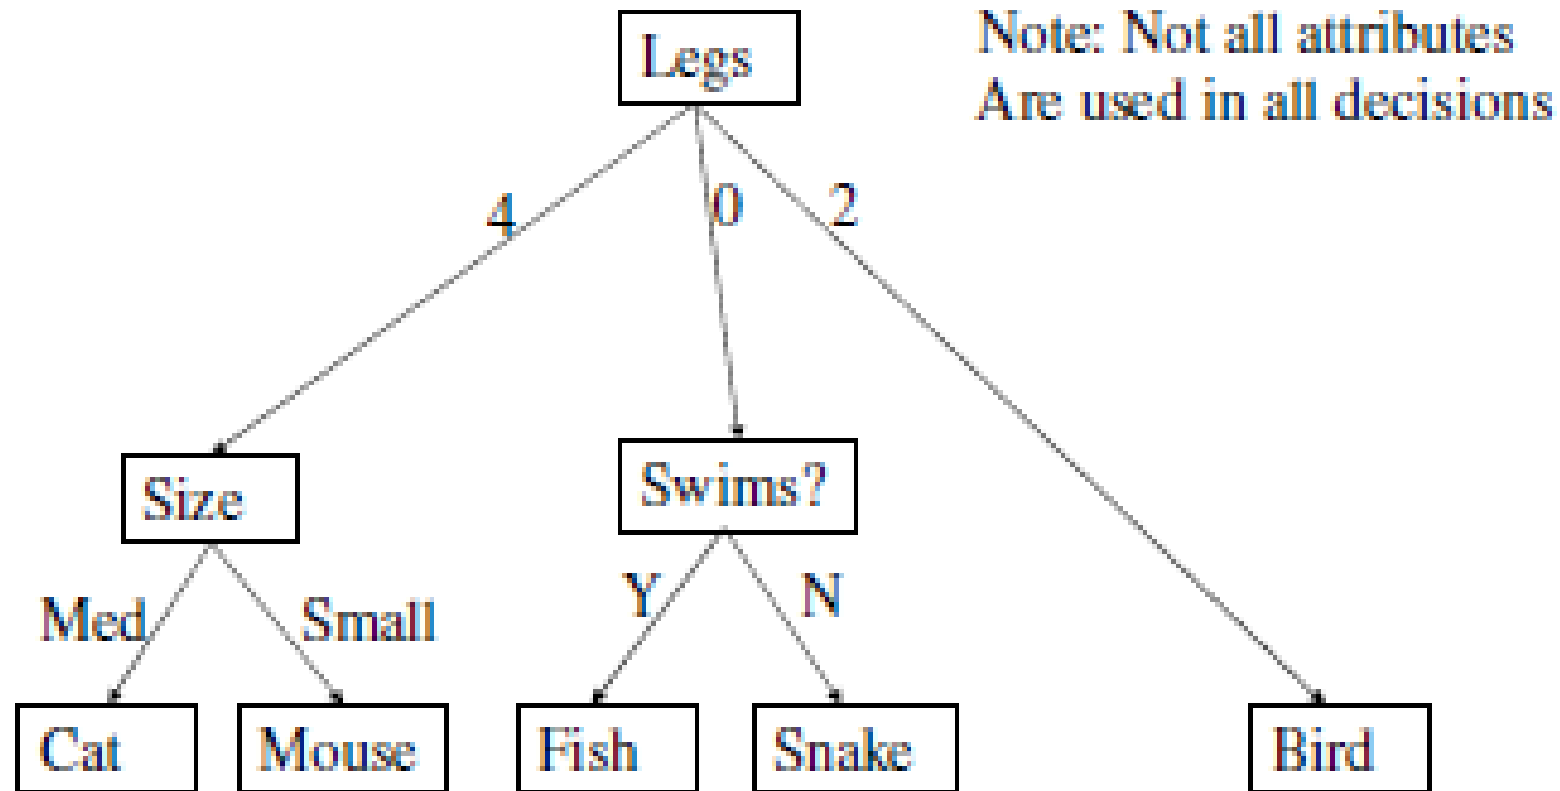 Legs
Note: Not all attributes
Are used in all decisions
4
0
2
Size
Swims?
Med
Small
Y
N
Cat
Mouse
Fish
Snake
Bird